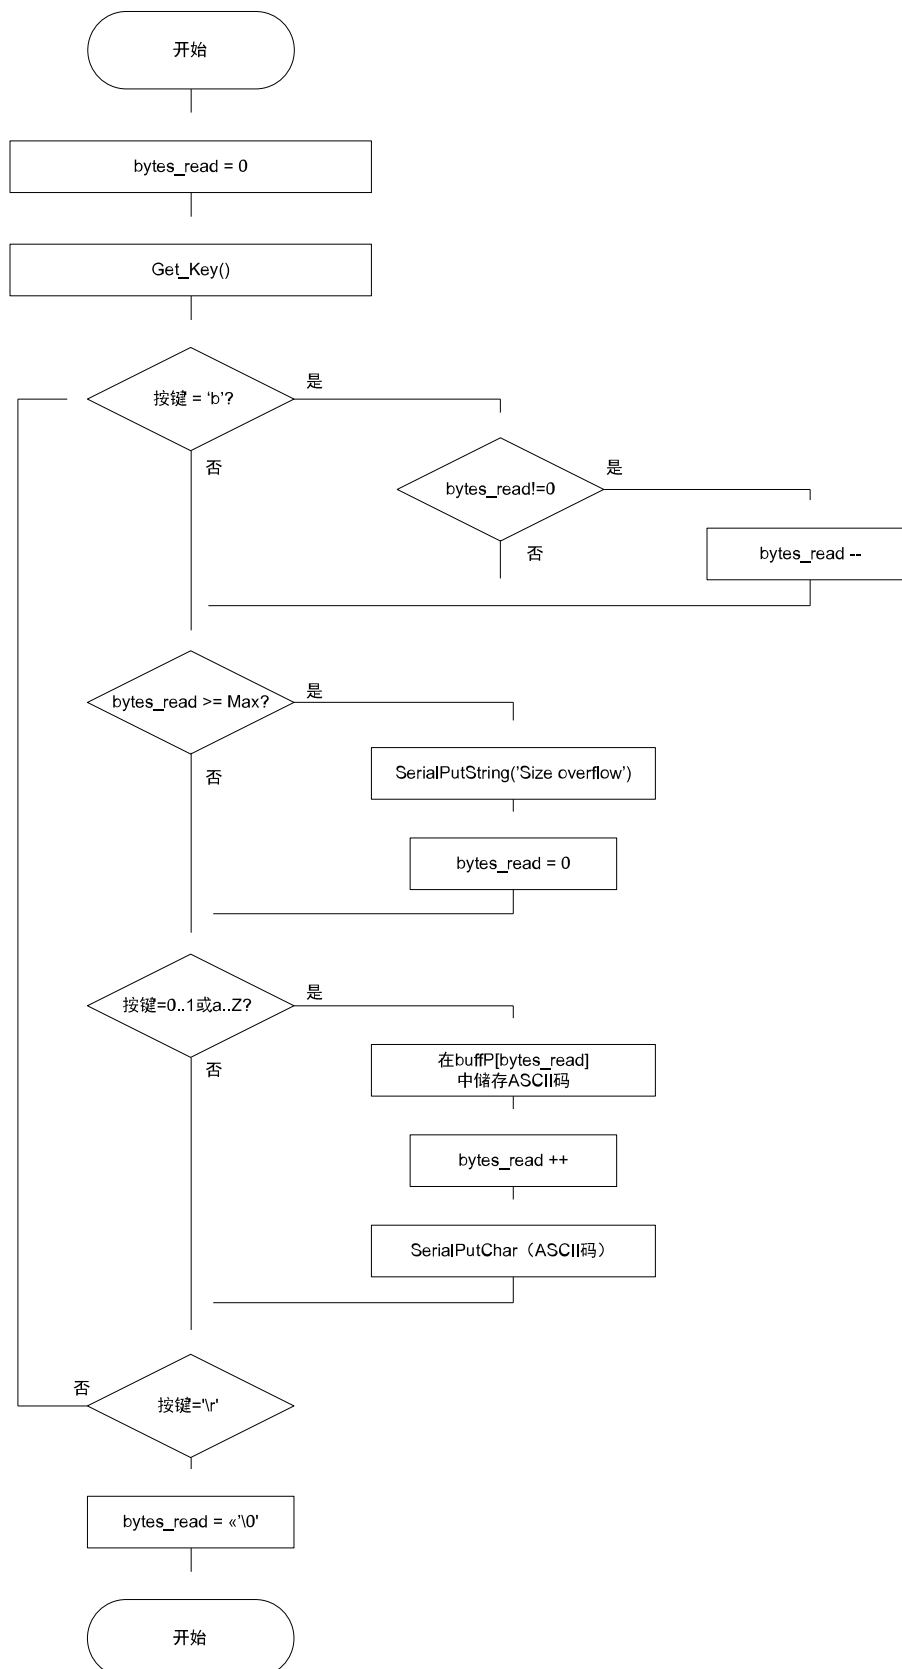 开始
bytes_read = 0
Get_Key()
按键 = ‘b’?
是
否
bytes_read!=0
是
否
bytes_read --
bytes_read >= Max?
是
否
SerialPutString('Size overflow')
bytes_read = 0
按键=0..1或a..Z?
是
否
在buffP[bytes_read]
中储存ASCII码
bytes_read ++
SerialPutChar（ASCII码）
否
按键='\r'
bytes_read = «'\0'
开始